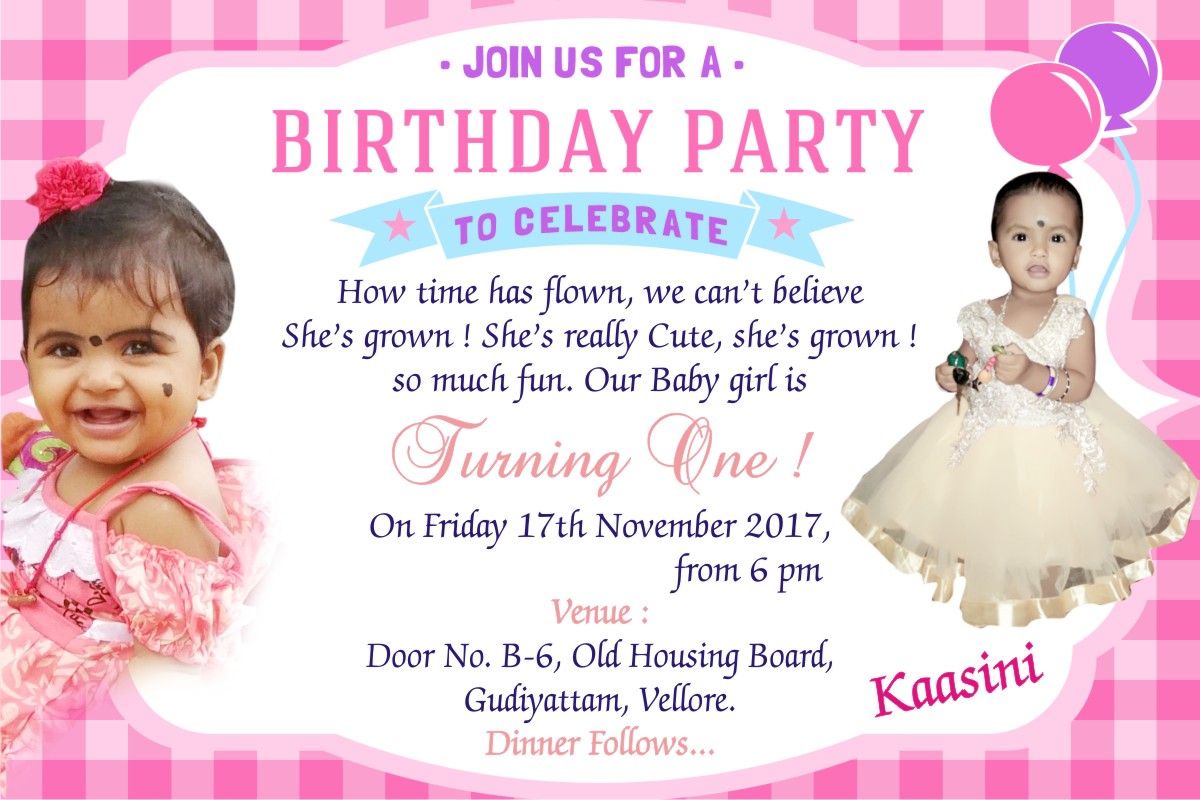 · JOIN US FOR A ·
BIRTHDAY PARTY
TO CELEBRATE
How time has flown, we can’t believe
She’s grown ! She’s really Cute, she’s grown !
so much fun. Our Baby girl is
Turning One !
On Friday 17th November 2017,
from 6 pm
Venue :
Door No. B-6, Old Housing Board,
Gudiyattam, Vellore.
Dinner Follows...
Kaasini